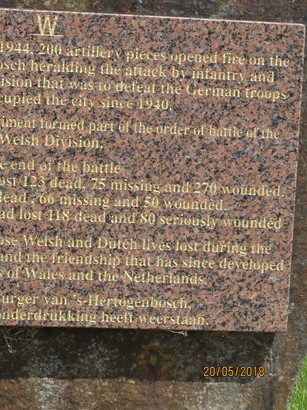 W
1944, 200 artillery pieces opened fire on the
osch heralding the attack by infantry and
ision that was to defeat the German troops
cupied the city since 1940.
iment formed part of the order of battle of the
Welsh Division.
e end of the battle
ost 123 dead, 75 missing and 270 wounded
dead, 66 missing and 50 wounded.
ad lost 118 dead and 80 seriously wounded
ose Welsh and Dutch lives lost during the
and the friendship that has since developed
s of Wales and the Netherlands.
burger van 's-Hertogenbosch,
onderdrukking heeft weerstaan.
20/05/2018